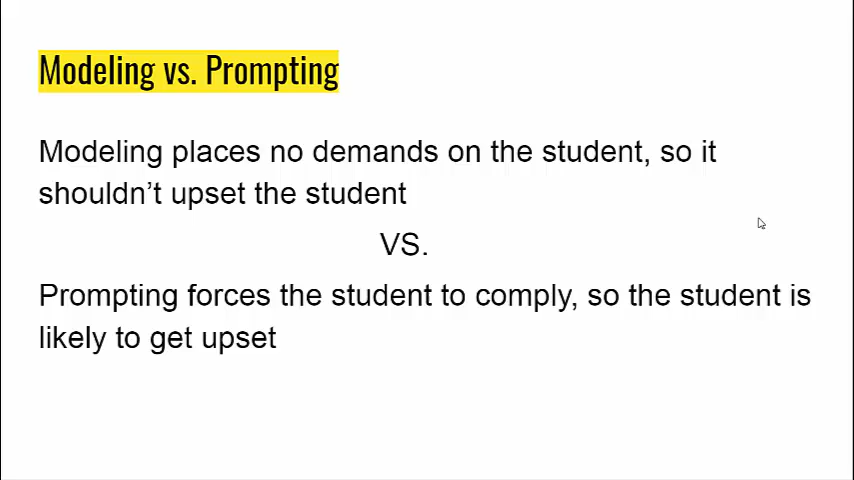 Modeling vs. Prompting
Modeling places no demands on the student, so it
shouldn’t upset the student
VS.
Prompting forces the student to comply, so the student is
likely to get upset